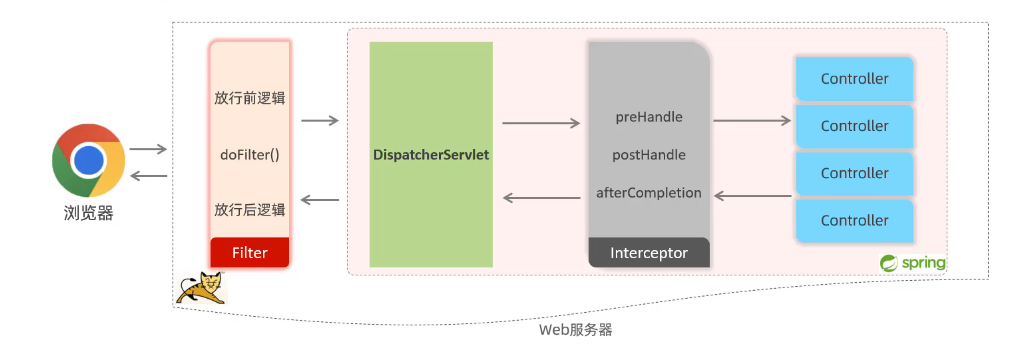 浏览器
放行前逻辑
doFilter()
放行后逻辑
Filter
DispatcherServlet
preHandle
postHandle
afterCompletion
Interceptor
Controller
Controller
Controller
Controller
spring
Web服务器